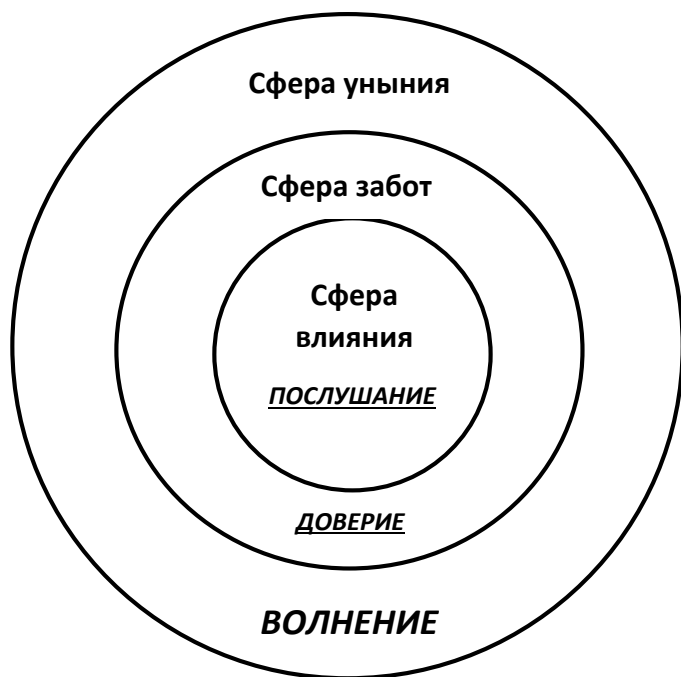 Сфера уныния
Сфера забот
Сфера
влияния
ПОСЛУШАНИЕ
ДОВЕРИЕ
ВОЛНЕНИЕ